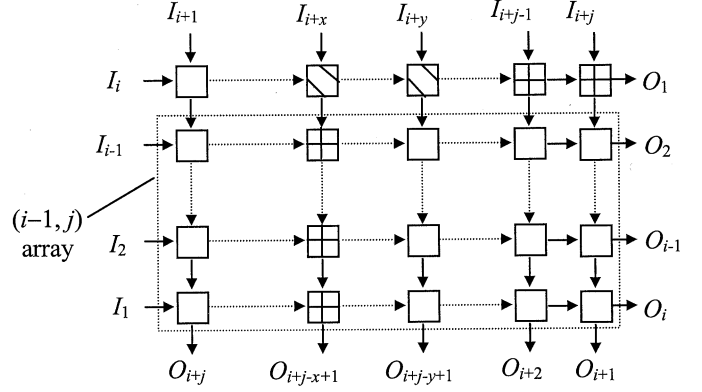 I_{i+1} I_{i+x} I_{i+y} I_{i+j-1} I_{i+j}
I_i O_1
I_{i-1} O_2
(i−1, j)
array
I_2 O_{i-1}
I_1 O_i
O_{i+j} O_{i+j-x+1} O_{i+j-y+1} O_{i+2} O_{i+1}